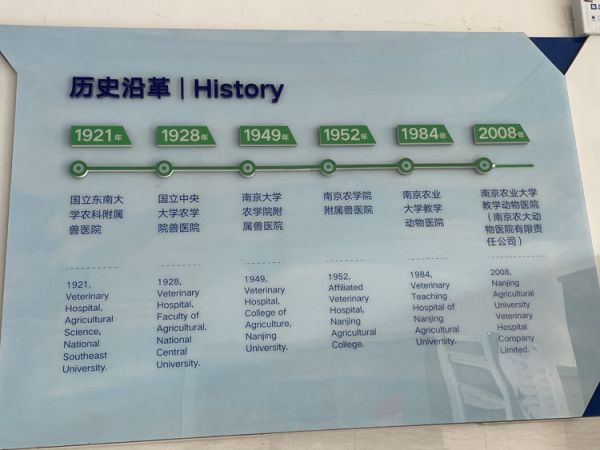 历史沿革 | History
1921年
1928年
1949年
1952年
1984年
2008年
国立东南大
学农科附属
兽医院
国立中央
大学农学
院兽医院
南京大学
农学院附
属兽医院
南京农学院
附属兽医院
南京农业
大学教学
动物医院
南京农业大学
教学动物医院
（南京农大动
物医院有限责
任公司）
1921,
Veterinary
Hospital,
Agricultural
Science,
National
Southeast
University.
1928,
Veterinary
Hospital,
Faculty of
Agricultural,
National
Central
University.
1949,
Veterinary
Hospital,
College of
Agriculture,
Nanjing
University.
1952,
Affiliated
Veterinary
Hospital,
Nanjing
Agricultural
College.
1984,
Veterinary
Teaching
Hospital of
Nanjing
Agricultural
University.
2008,
Nanjing
Agricultural
University
Veterinary
Hospital
Company
Limited.